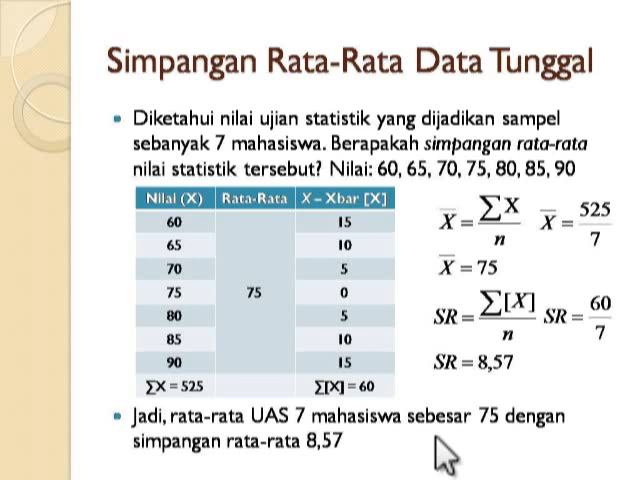 Simpangan Rata-Rata Data Tunggal
Diketahui nilai ujian statistik yang dijadikan sampel
sebanyak 7 mahasiswa. Berapakah simpangan rata-rata
nilai statistik tersebut? Nilai: 60, 65, 70, 75, 80, 85, 90
Nilai (X) Rata-Rata X – Xbar [X]
60 15
65 10
70 5
75 75 0
80 5
85 10
90 15
∑X = 525 ∑[X] = 60
X̅ = ∑X / n X̅ = 525 / 7
X̅ = 75
SR = ∑[X] / n SR = 60 / 7
SR = 8,57
Jadi, rata-rata UAS 7 mahasiswa sebesar 75 dengan
simpangan rata-rata 8,57